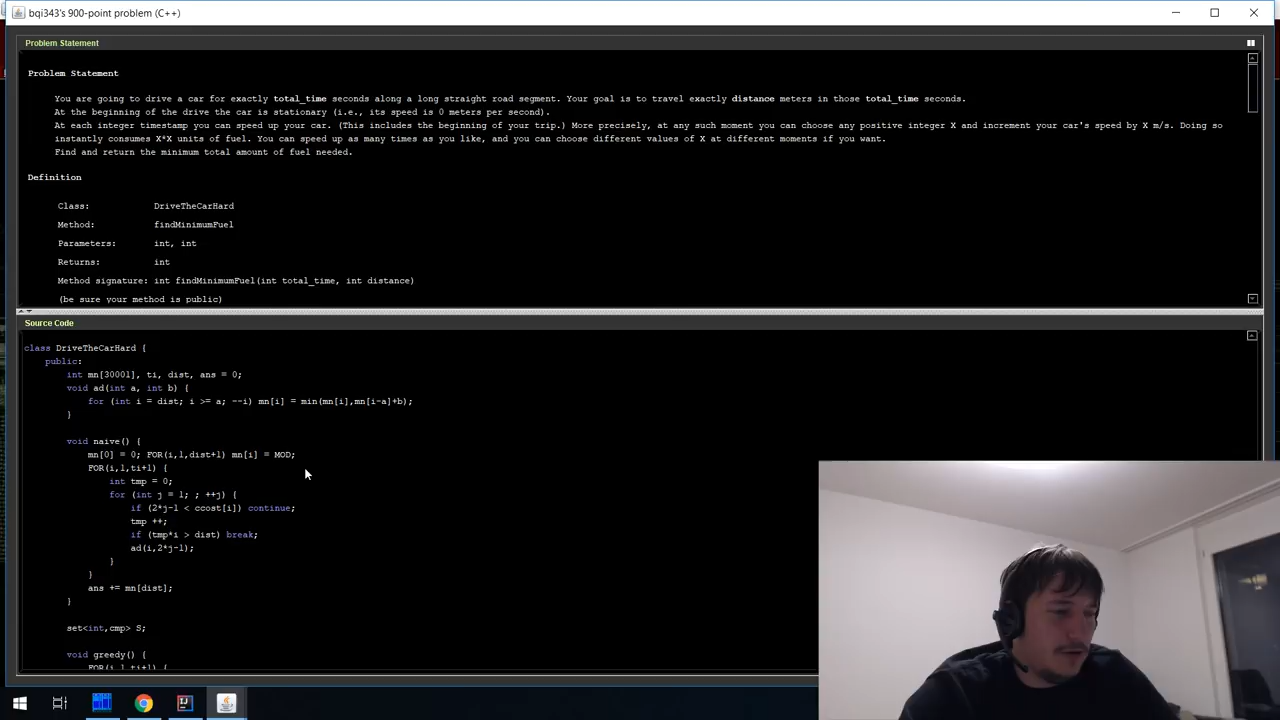 bqi343's 900-point problem (C++)
Problem Statement
Problem Statement
You are going to drive a car for exactly total_time seconds along a long straight road segment. Your goal is to travel exactly distance meters in those total_time seconds.
At the beginning of the drive the car is stationary (i.e., its speed is 0 meters per second).
At each integer timestamp you can speed up your car. (This includes the beginning of your trip.) More precisely, at any such moment you can choose any positive integer X and increment your car's speed by X m/s. Doing so
instantly consumes X*X units of fuel. You can speed up as many times as you like, and you can choose different values of X at different moments if you want.
Find and return the minimum total amount of fuel needed.
Definition
Class: DriveTheCarHard
Method: findMinimumFuel
Parameters: int, int
Returns: int
Method signature: int findMinimumFuel(int total_time, int distance)
(be sure your method is public)
Source Code
class DriveTheCarHard {
public:
int mn[30001], ti, dist, ans = 0;
void ad(int a, int b) {
for (int i = dist; i >= a; --i) mn[i] = min(mn[i],mn[i-a]+b);
}
void naive() {
mn[0] = 0; FOR(i,1,dist+1) mn[i] = MOD;
FOR(i,1,ti+1) {
int tmp = 0;
for (int j = 1; ; ++j) {
if (2*j-1 < ccost[i]) continue;
tmp ++;
if (tmp*i > dist) break;
ad(i,2*j-1);
}
}
ans += mn[dist];
}
set<int,cmp> S;
void greedy() {
FOR(i,1,ti+1) {